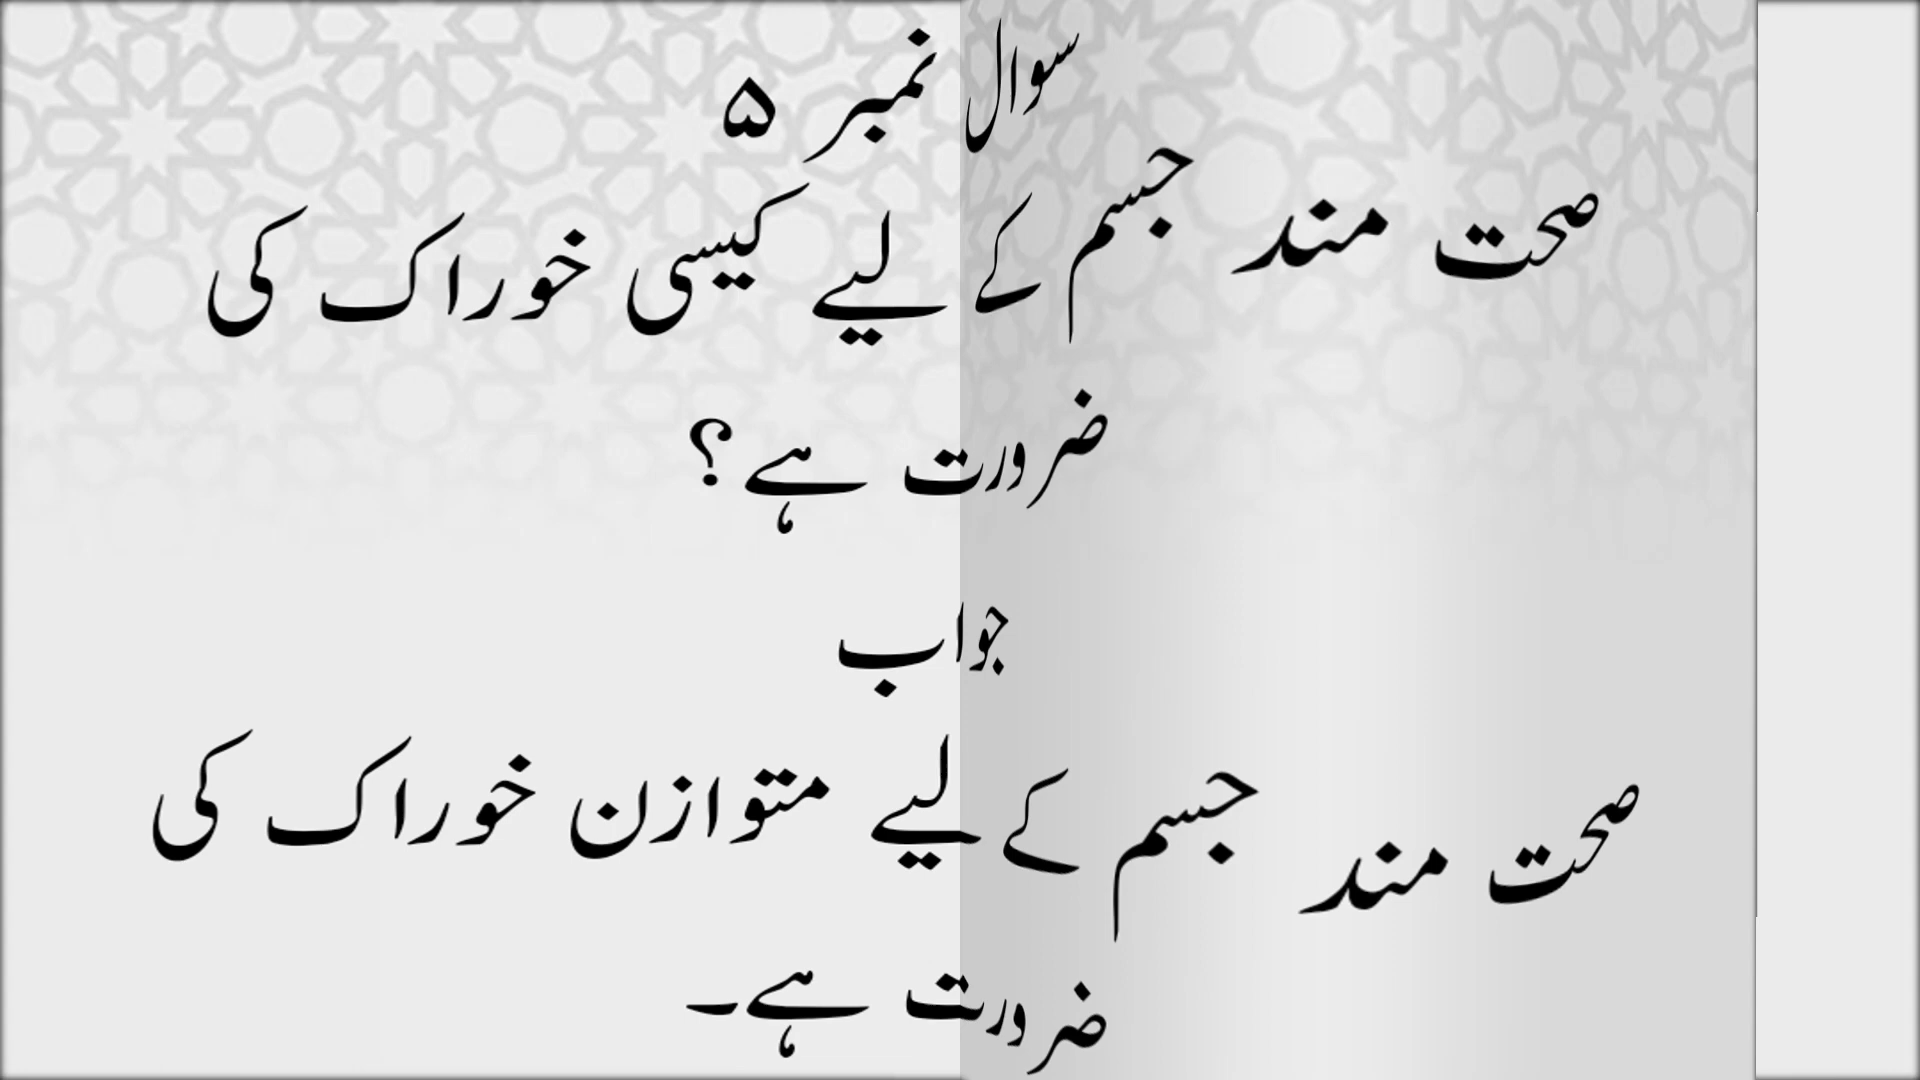 سوال نمبر ۵
صحت مند جسم کے لیے کیسی خوراک کی
ضرورت ہے؟
جواب
صحت مند جسم کے لیے متوازن خوراک کی
ضرورت ہے۔